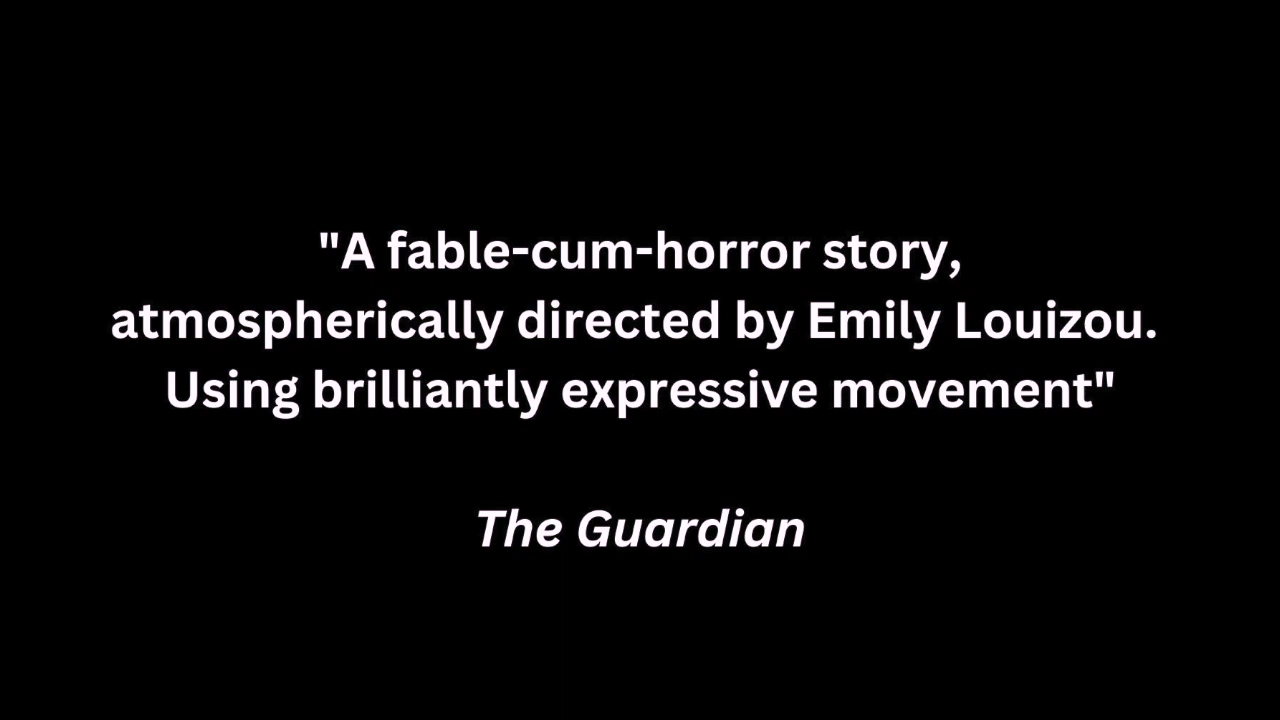 "A fable-cum-horror story,
atmospherically directed by Emily Louizou.
Using brilliantly expressive movement"
The Guardian